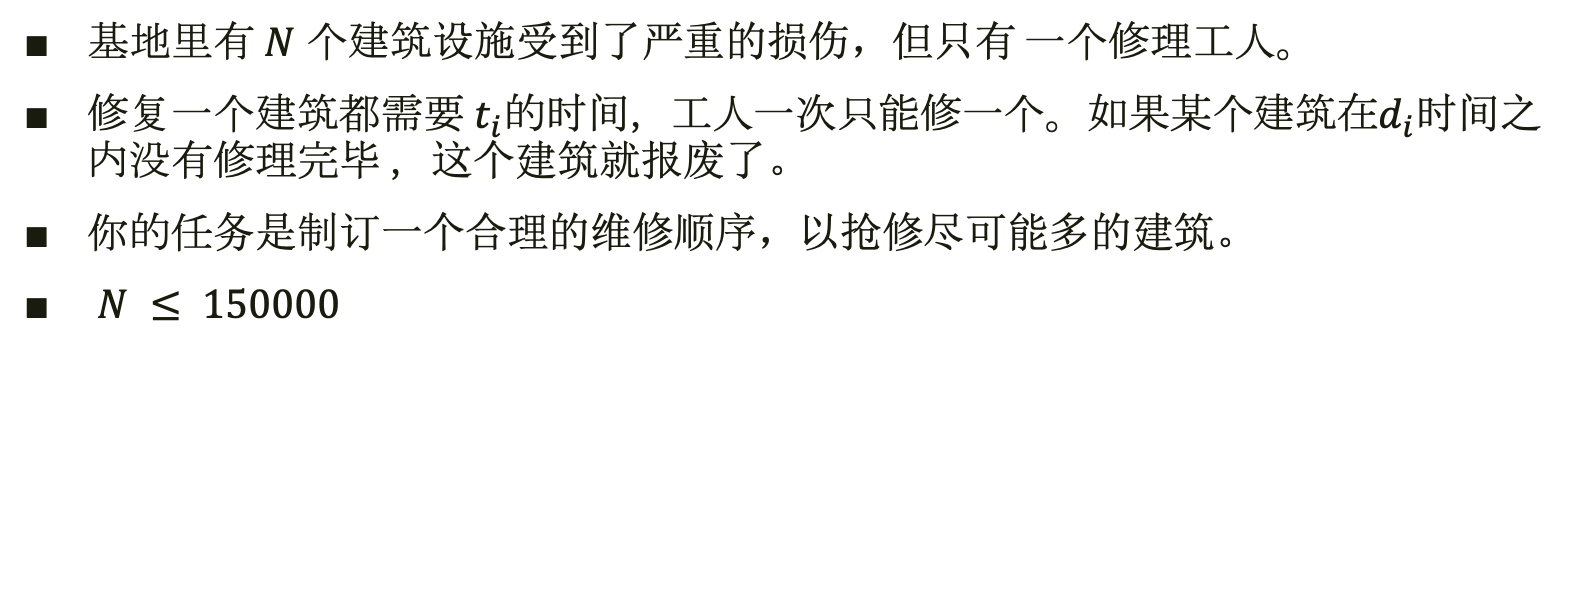 ■ 基地里有 N 个建筑设施受到了严重的损伤，但只有 一个修理工人。
■ 修复一个建筑都需要 tᵢ的时间，工人一次只能修一个。如果某个建筑在dᵢ时间之
内没有修理完毕， 这个建筑就报废了。
■ 你的任务是制订一个合理的维修顺序，以抢修尽可能多的建筑。
■ N ≤ 150000